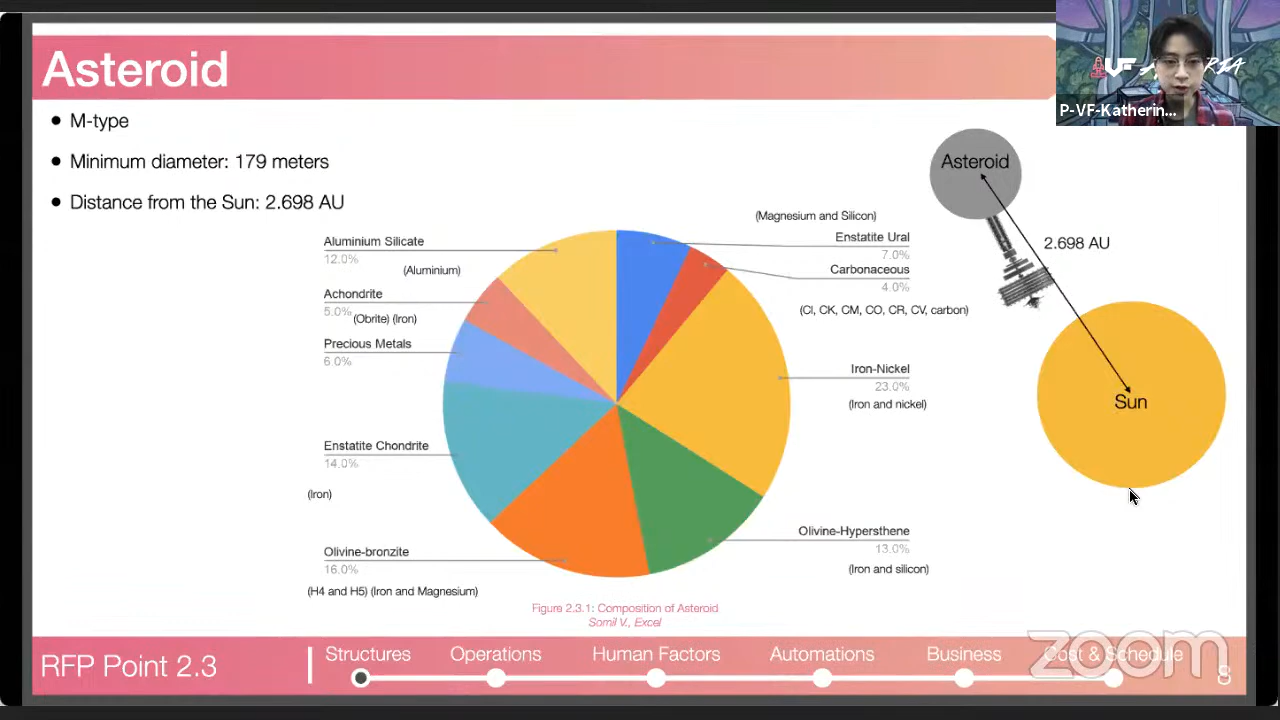 Asteroid
P-VF-Katherin...
VF
M-type
Minimum diameter: 179 meters
Distance from the Sun: 2.698 AU
Asteroid
2.698 AU
Sun
(Magnesium and Silicon)
Enstatite Ural
7.0%
Carbonaceous
4.0%
(CI, CK, CM, CO, CR, CV, carbon)
Iron-Nickel
23.0%
(Iron and nickel)
Olivine-Hypersthene
13.0%
(Iron and silicon)
Aluminium Silicate
12.0%
(Aluminium)
Achondrite
5.0%
(Obrite) (Iron)
Precious Metals
6.0%
Enstatite Chondrite
14.0%
(Iron)
Olivine-bronzite
16.0%
(H4 and H5) (Iron and Magnesium)
Figure 2.3.1: Composition of Asteroid
Somil V., Excel
RFP Point 2.3
Structures
Operations
Human Factors
Automations
Business
Cost & Schedule
zoom
8